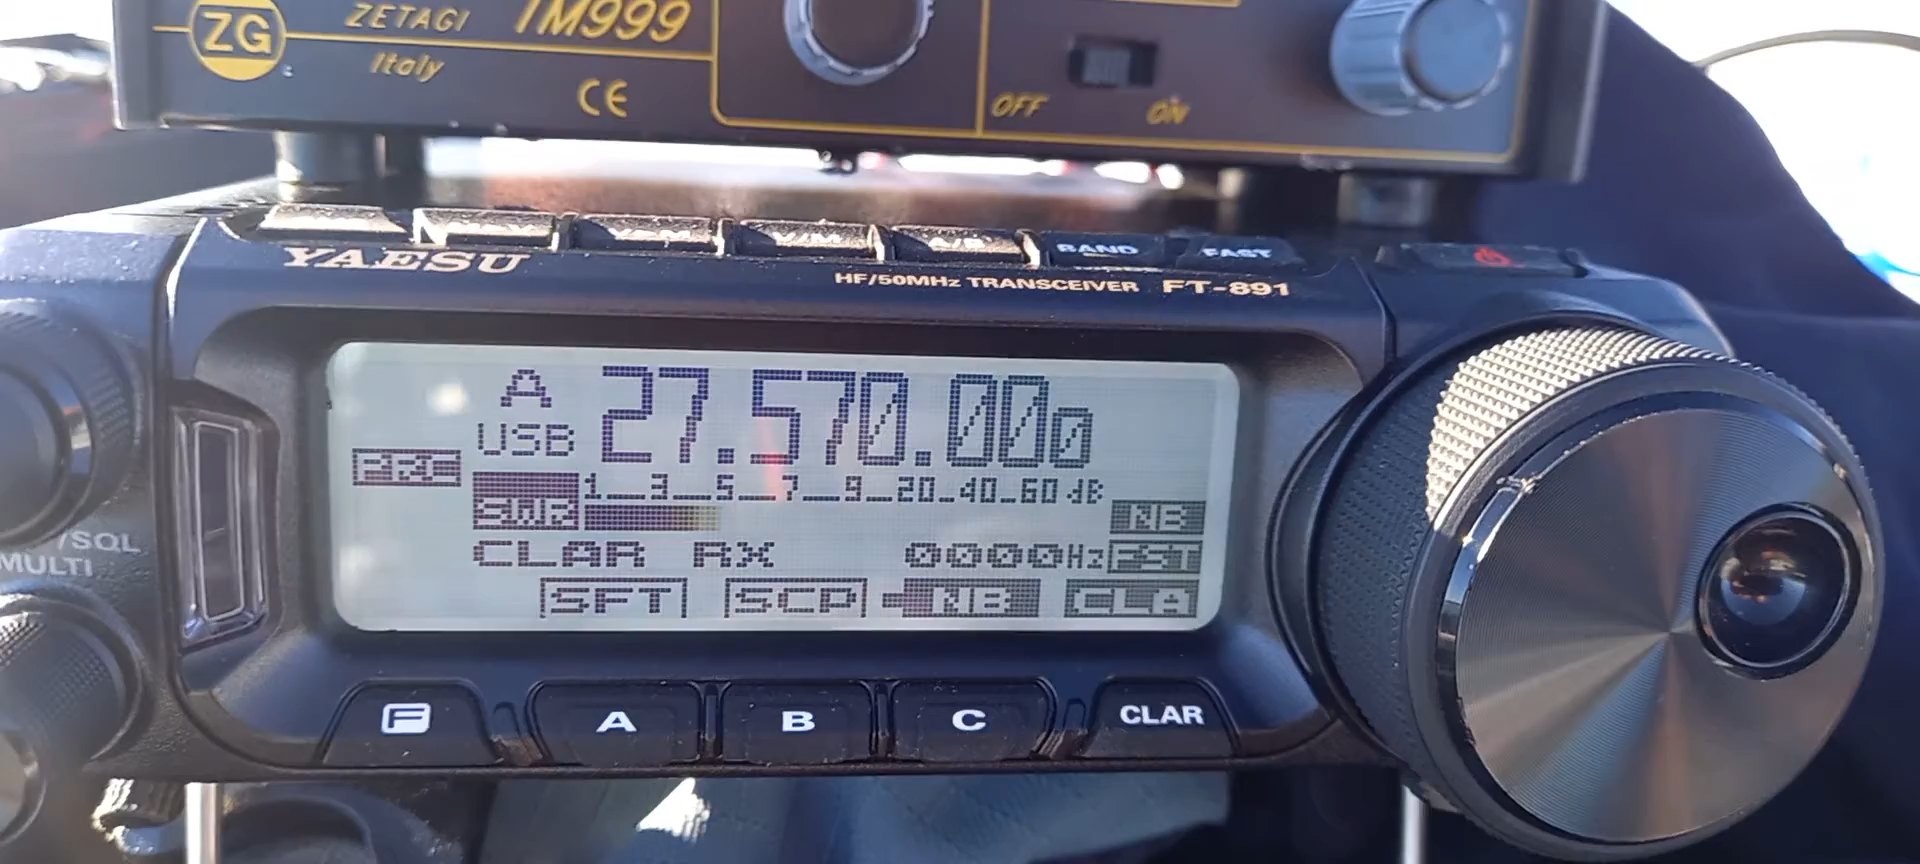 ZG ZETAGI TM999
Italy
CE
OFF ON
V/M A/B BAND FAST
YAESU
HF/50MHz TRANSCEIVER FT-891
A 27.570.000
USB
PRC
1 3 5 7 9 20 40 60 dB
SWR
NB
CLAR RX 0000Hz FST
SFT SCP NB CLA
/SQL
MULTI
F A B C CLAR